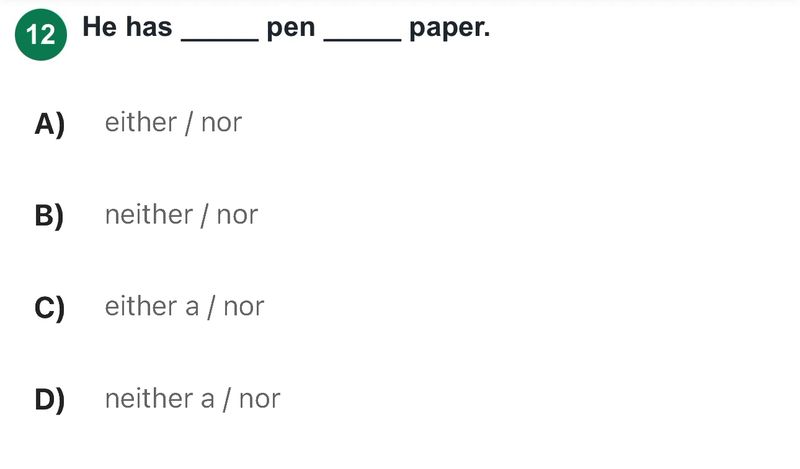 12 He has _____ pen _____ paper.
A) either / nor
B) neither / nor
C) either a / nor
D) neither a / nor